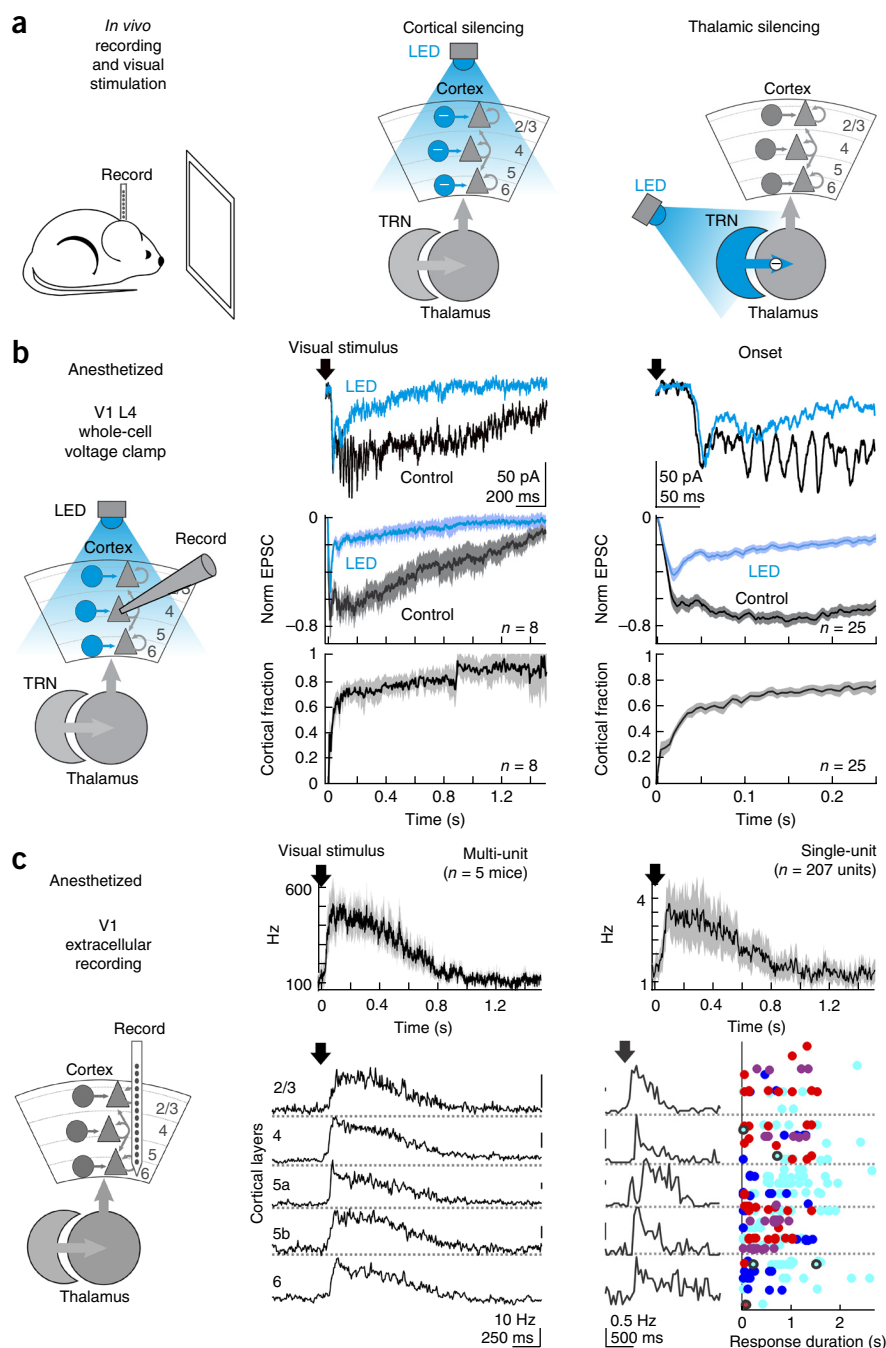 a
In vivo
recording
and visual
stimulation
Record
Cortical silencing
LED
Cortex
2/3
4
5
6
TRN
Thalamus
Thalamic silencing
Cortex
2/3
4
5
6
LED
TRN
Thalamus
b
Anesthetized
V1 L4
whole-cell
voltage clamp
LED
Record
Cortex
2/3
4
5
6
TRN
Thalamus
Visual stimulus
LED
Control
50 pA
200 ms
Onset
50 pA
50 ms
0
Norm EPSC
–0.8
LED
Control
n = 8
0
Norm EPSC
–0.8
LED
Control
n = 25
1
0.8
0.6
0.4
0.2
0
Cortical fraction
n = 8
0 0.4 0.8 1.2
Time (s)
1
0.8
0.6
0.4
0.2
0
Cortical fraction
n = 25
0 0.1 0.2
Time (s)
c
Anesthetized
V1
extracellular
recording
Record
Cortex
2/3
4
5
6
Thalamus
Visual stimulus
Multi-unit
(n = 5 mice)
600
Hz
100
0 0.4 0.8 1.2
Time (s)
Single-unit
(n = 207 units)
4
Hz
1
0 0.4 0.8 1.2
Time (s)
Cortical layers
2/3
4
5a
5b
6
10 Hz
250 ms
0.5 Hz
500 ms
0 1 2
Response duration (s)